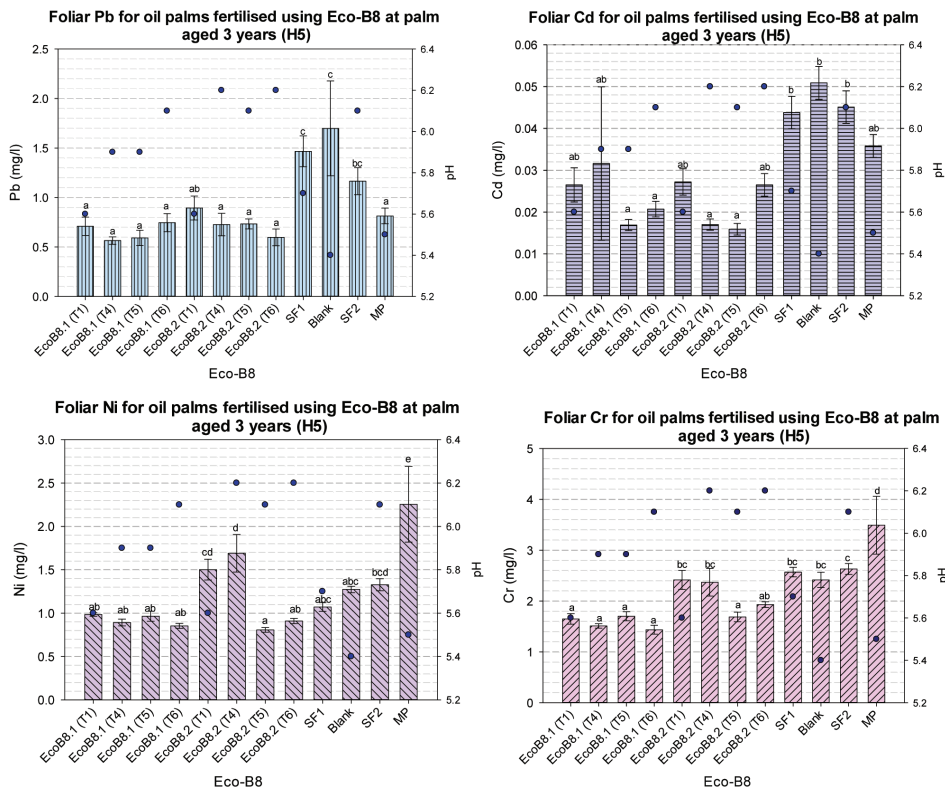 Foliar Pb for oil palms fertilised using Eco-B8 at palm
aged 3 years (H5)
2.5
2.0
1.5
1.0
0.5
0.0
Pb (mg/l)
6.4
6.2
6.0
5.8
5.6
5.4
5.2
pH
a
a
a
a
ab
a
a
a
c
c
bc
a
EcoB8.1 (T1)
EcoB8.1 (T4)
EcoB8.1 (T5)
EcoB8.1 (T6)
EcoB8.2 (T1)
EcoB8.2 (T4)
EcoB8.2 (T5)
EcoB8.2 (T6)
SF1
Blank
SF2
MP
Eco-B8
Foliar Cd for oil palms fertilised using Eco-B8 at palm
aged 3 years (H5)
0.06
0.05
0.04
0.03
0.02
0.01
0.00
Cd (mg/l)
6.4
6.2
6.0
5.8
5.6
5.4
5.2
pH
ab
ab
a
a
ab
a
a
ab
b
b
b
ab
EcoB8.1 (T1)
EcoB8.1 (T4)
EcoB8.1 (T5)
EcoB8.1 (T6)
EcoB8.2 (T1)
EcoB8.2 (T4)
EcoB8.2 (T5)
EcoB8.2 (T6)
SF1
Blank
SF2
MP
Eco-B8
Foliar Ni for oil palms fertilised using Eco-B8 at palm
aged 3 years (H5)
3.0
2.5
2.0
1.5
1.0
0.5
0.0
Ni (mg/l)
6.4
6.2
6.0
5.8
5.6
5.4
5.2
pH
ab
ab
ab
ab
cd
d
a
ab
abc
abc
bcd
e
EcoB8.1 (T1)
EcoB8.1 (T4)
EcoB8.1 (T5)
EcoB8.1 (T6)
EcoB8.2 (T1)
EcoB8.2 (T4)
EcoB8.2 (T5)
EcoB8.2 (T6)
SF1
Blank
SF2
MP
Eco-B8
Foliar Cr for oil palms fertilised using Eco-B8 at palm
aged 3 years (H5)
5
4
3
2
1
0
Cr (mg/l)
6.4
6.2
6.0
5.8
5.6
5.4
5.2
pH
a
a
a
a
bc
bc
a
ab
bc
bc
c
d
EcoB8.1 (T1)
EcoB8.1 (T4)
EcoB8.1 (T5)
EcoB8.1 (T6)
EcoB8.2 (T1)
EcoB8.2 (T4)
EcoB8.2 (T5)
EcoB8.2 (T6)
SF1
Blank
SF2
MP
Eco-B8